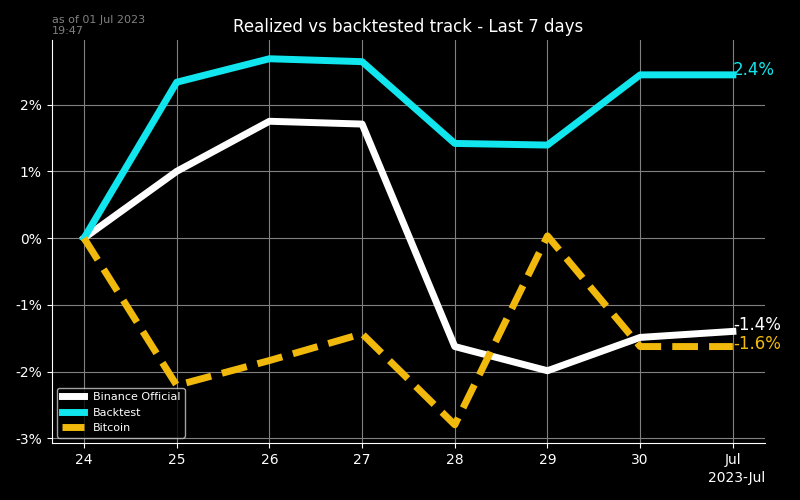 as of 01 Jul 2023
19:47
Realized vs backtested track - Last 7 days
2%
1%
0%
-1%
-2%
-3%
2.4%
-1.4%
-1.6%
Binance Official
Backtest
Bitcoin
24 25 26 27 28 29 30 Jul
2023-Jul